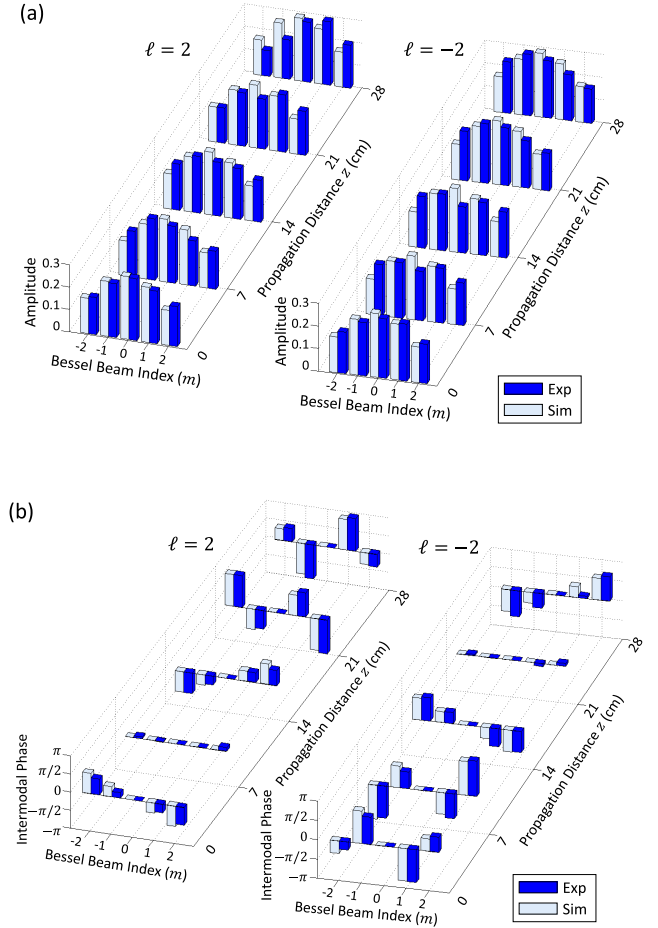 (a)
ℓ = 2
ℓ = −2
28
21
14
7
0
Propagation Distance z (cm)
28
21
14
7
0
Propagation Distance z (cm)
0.3
0.2
0.1
0
Amplitude
-2 -1 0 1 2
Bessel Beam Index (m)
0.3
0.2
0.1
0
Amplitude
-2 -1 0 1 2
Bessel Beam Index (m)
Exp
Sim
(b)
ℓ = 2
ℓ = −2
28
21
14
7
0
Propagation Distance z (cm)
28
21
14
7
0
Propagation Distance z (cm)
π
π/2
0
−π/2
−π
Intermodal Phase
-2 -1 0 1 2
Bessel Beam Index (m)
π
π/2
0
−π/2
−π
Intermodal Phase
-2 -1 0 1 2
Bessel Beam Index (m)
Exp
Sim